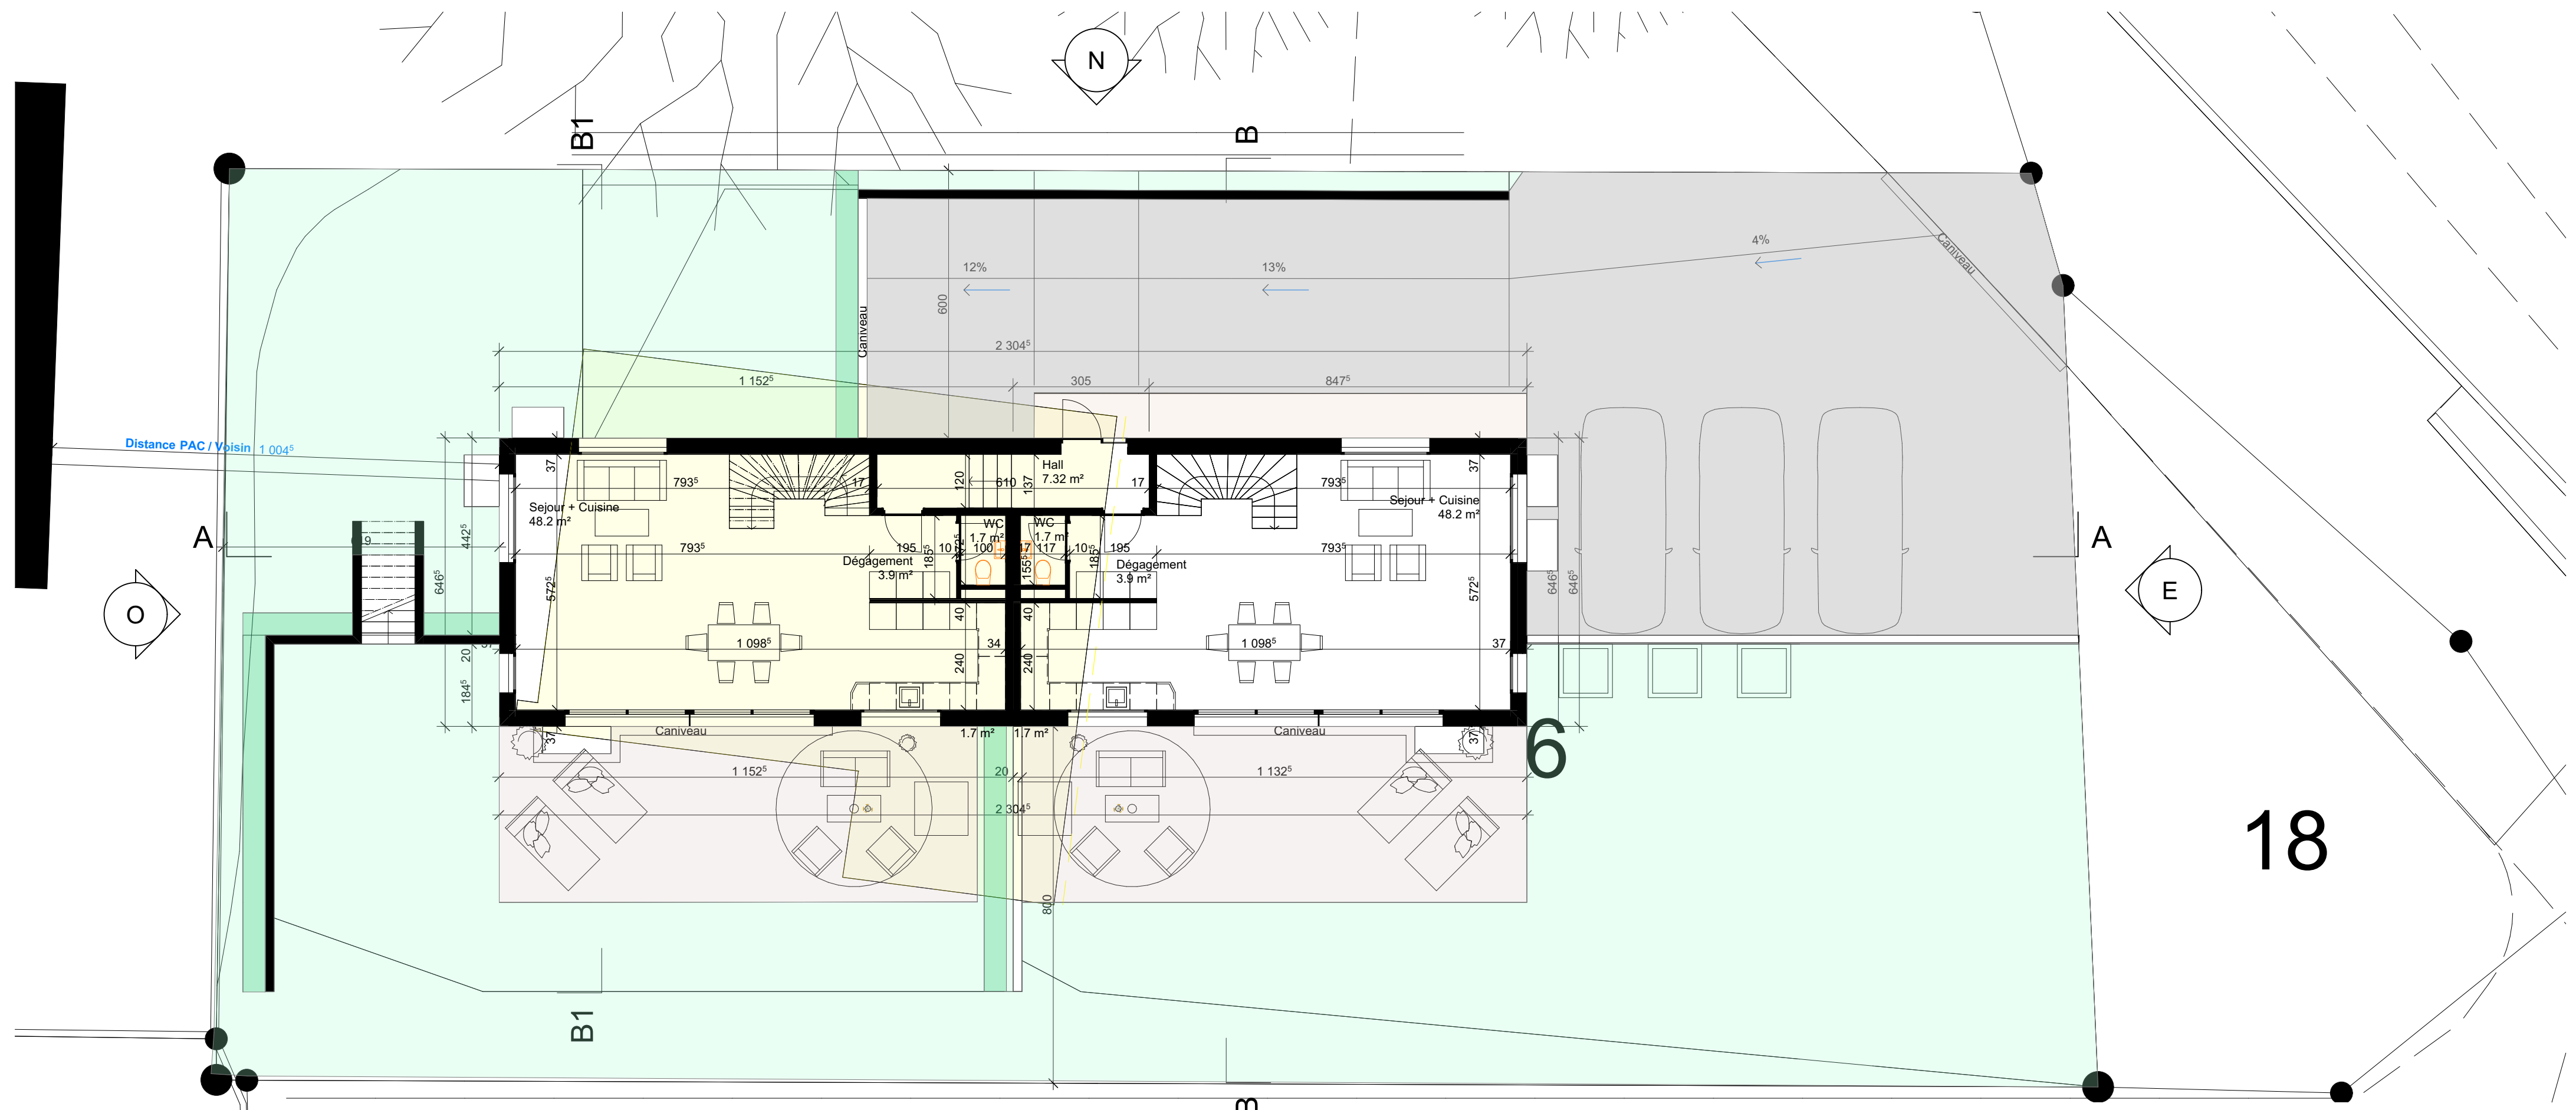 N
B1
B
Caniveau
4%
12%
13%
600
Caniveau
2 304⁵
1 152⁵
305
847⁵
Distance PAC / Voisin 1 004⁵
37
Hall
7.32 m²
37
793⁵
17
120
610
137
17
793⁵
Sejour + Cuisine
48.2 m²
Sejour + Cuisine
48.2 m²
A
442⁵
WC
1.7 m²
WC
1.7 m²
A
793⁵
195
10
100
17
117
10
195
793⁵
Dégagement
3.9 m²
185⁵
155⁵
185⁵
Dégagement
3.9 m²
646⁵
572⁵
572⁵
646⁵
646⁵
O
E
40
40
37
20
1 098⁵
34
240
240
1 098⁵
37
184⁵
37
Caniveau
1.7 m²
1.7 m²
Caniveau
37
6
1 152⁵
20
1 132⁵
2 304⁵
18
800
B1
B